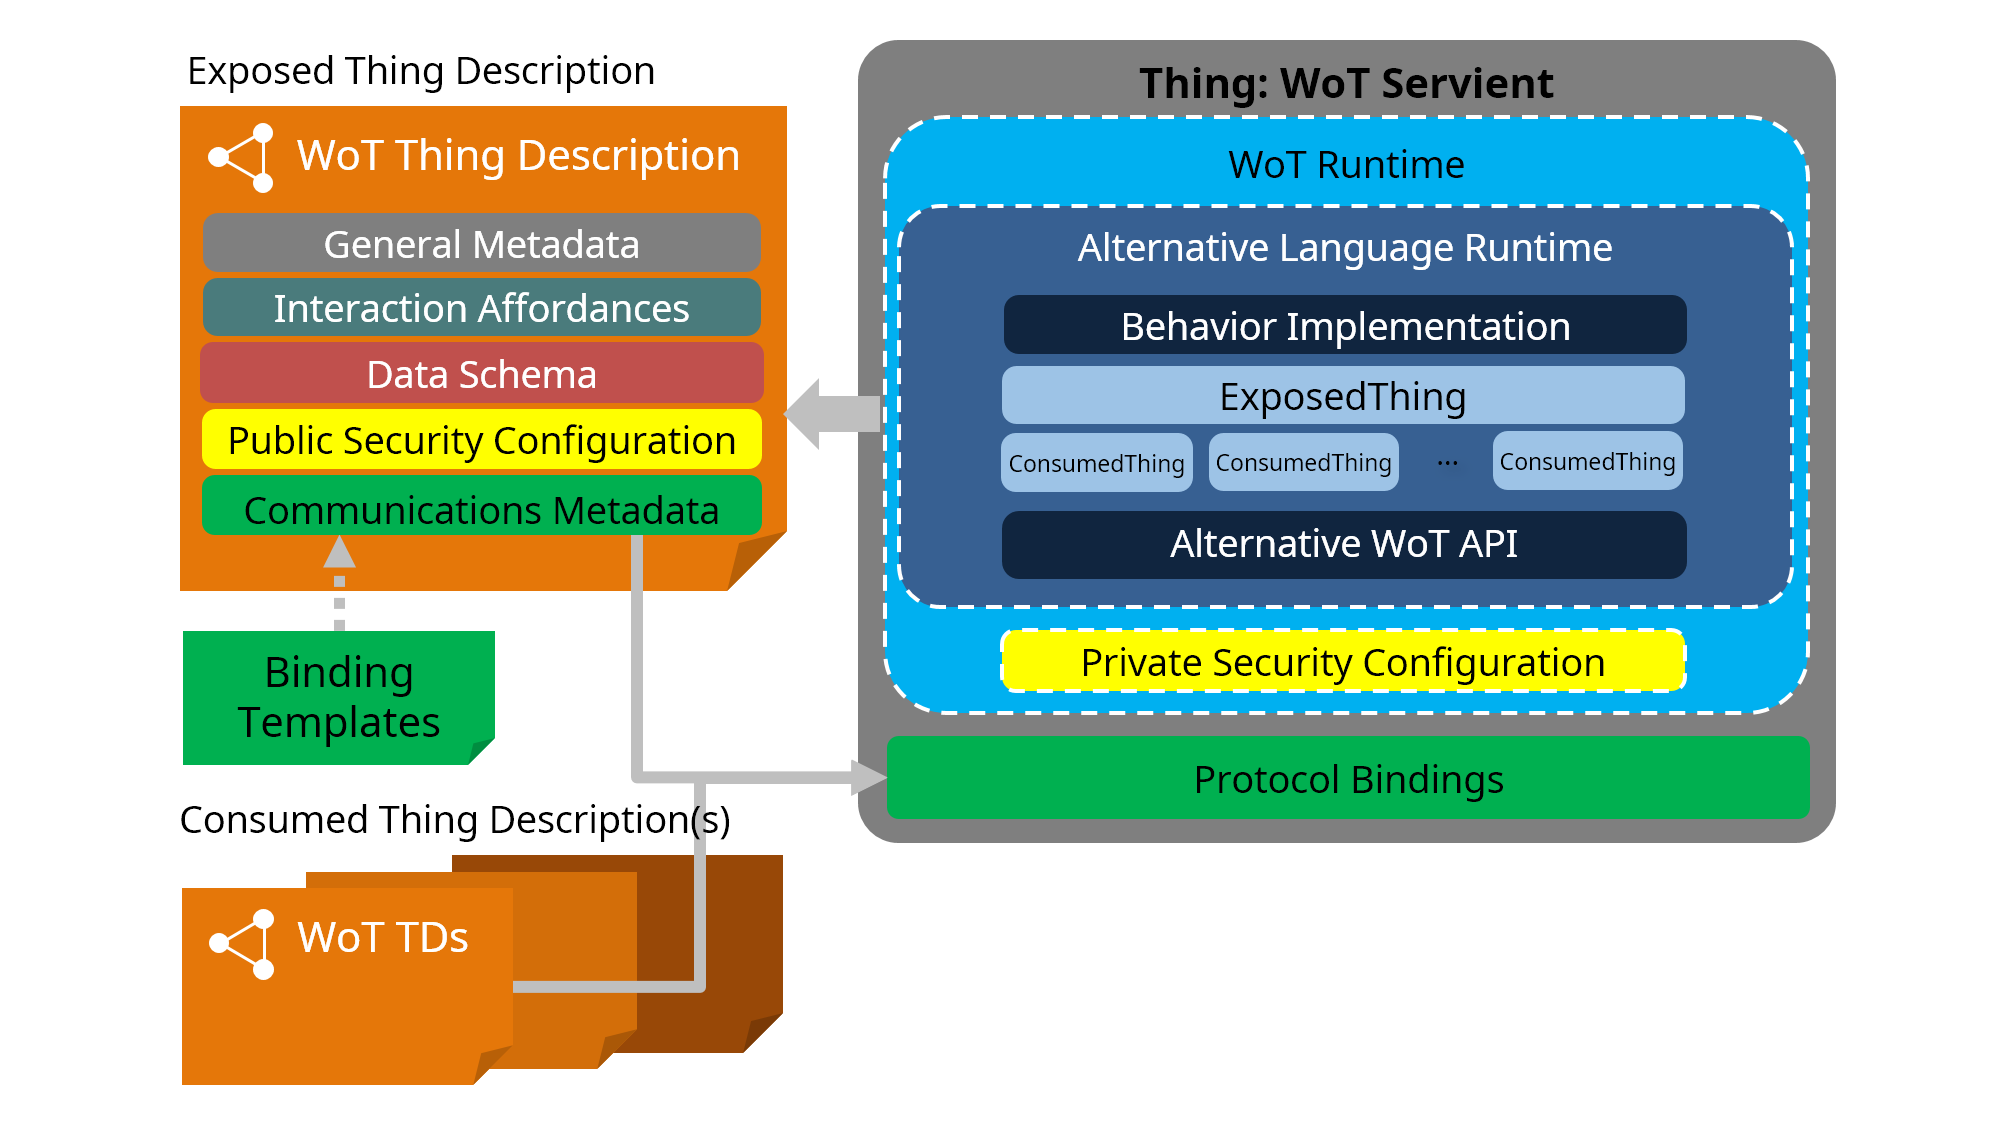 Exposed Thing Description
WoT Thing Description
General Metadata
Interaction Affordances
Data Schema
Public Security Configuration
Communications Metadata
Binding
Templates
Consumed Thing Description(s)
WoT TDs
Thing: WoT Servient
WoT Runtime
Alternative Language Runtime
Behavior Implementation
ExposedThing
ConsumedThing ConsumedThing ... ConsumedThing
Alternative WoT API
Private Security Configuration
Protocol Bindings